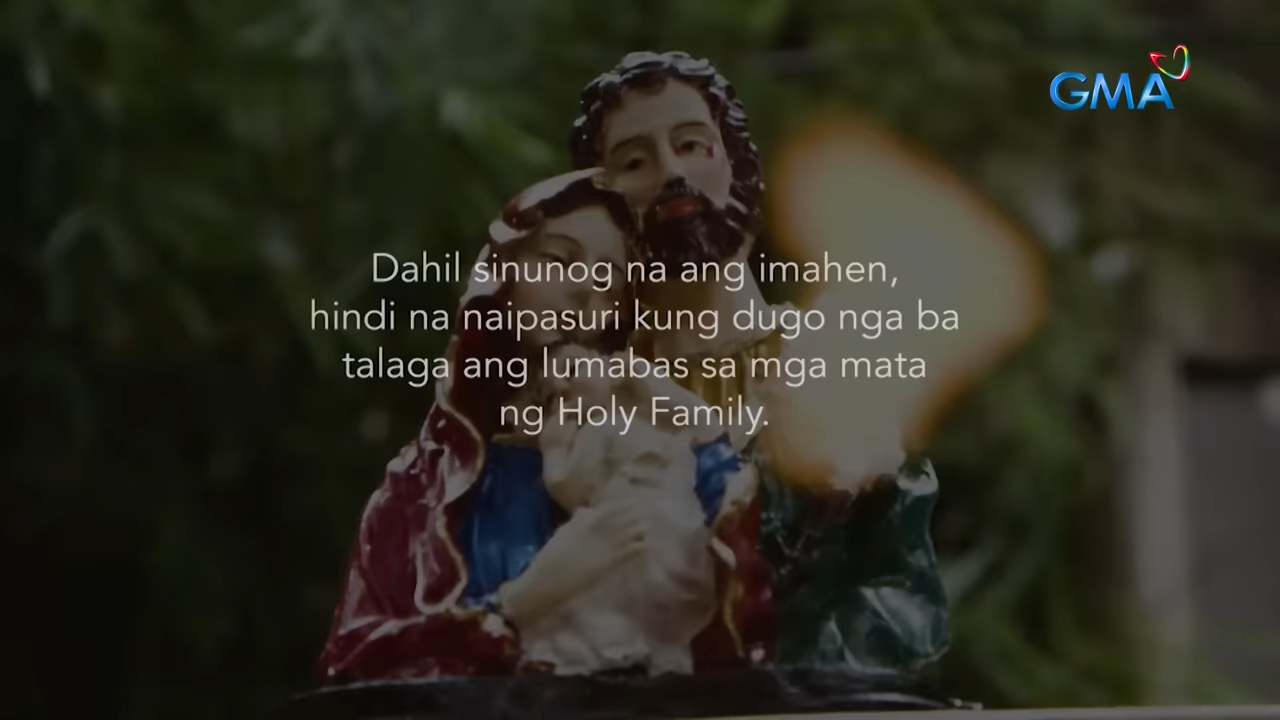 GMA
Dahil sinunog na ang imahen,
hindi na naipasuri kung dugo nga ba
talaga ang lumabas sa mga mata
ng Holy Family.